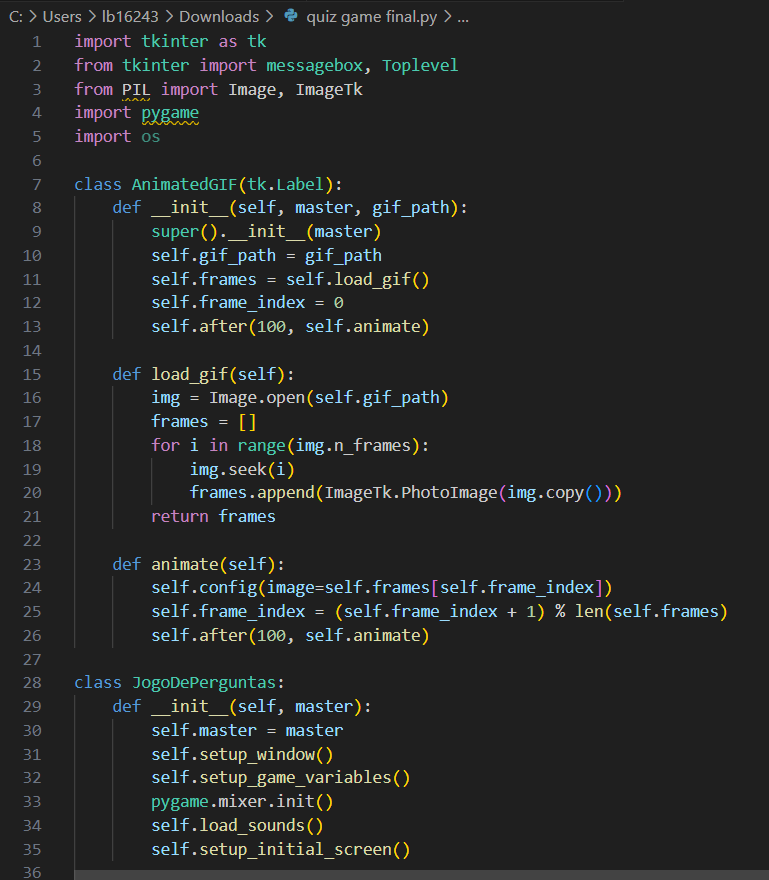 C: > Users > lb16243 > Downloads > quiz game final.py > ...
1 import tkinter as tk
2 from tkinter import messagebox, Toplevel
3 from PIL import Image, ImageTk
4 import pygame
5 import os
6
7 class AnimatedGIF(tk.Label):
8     def __init__(self, master, gif_path):
9         super().__init__(master)
10         self.gif_path = gif_path
11         self.frames = self.load_gif()
12         self.frame_index = 0
13         self.after(100, self.animate)
14
15     def load_gif(self):
16         img = Image.open(self.gif_path)
17         frames = []
18         for i in range(img.n_frames):
19             img.seek(i)
20             frames.append(ImageTk.PhotoImage(img.copy()))
21         return frames
22
23     def animate(self):
24         self.config(image=self.frames[self.frame_index])
25         self.frame_index = (self.frame_index + 1) % len(self.frames)
26         self.after(100, self.animate)
27
28 class JogoDePerguntas:
29     def __init__(self, master):
30         self.master = master
31         self.setup_window()
32         self.setup_game_variables()
33         pygame.mixer.init()
34         self.load_sounds()
35         self.setup_initial_screen()
36